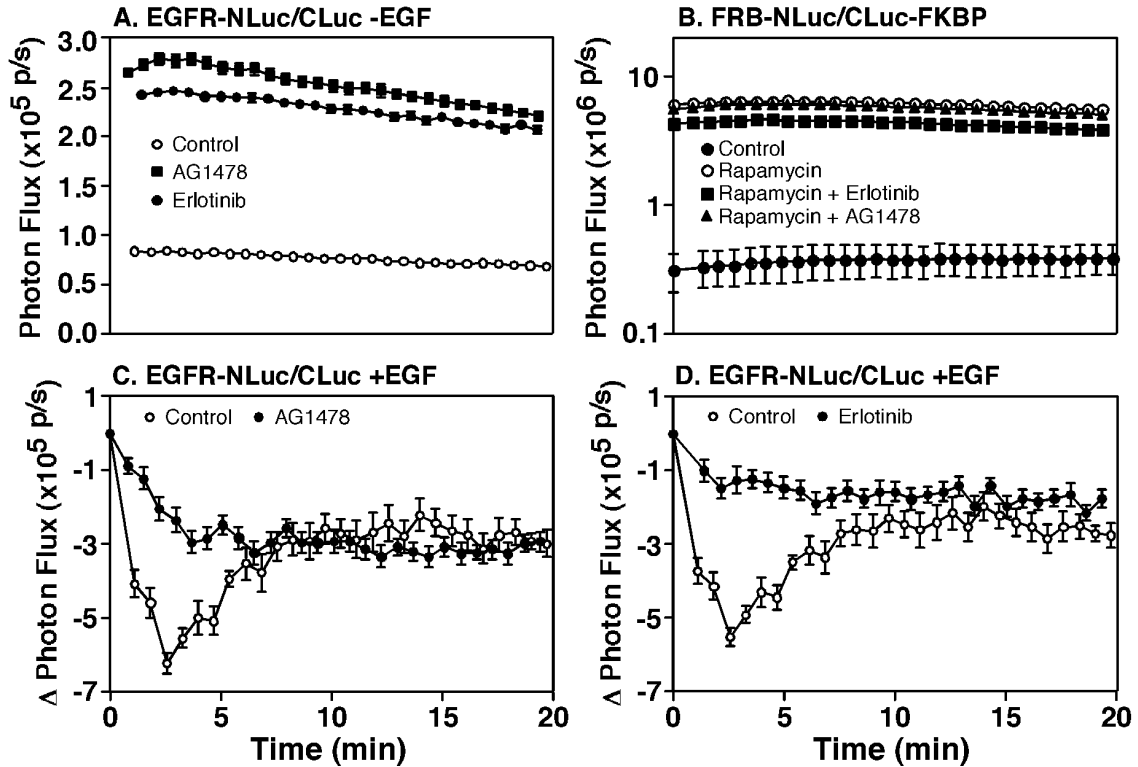 A. EGFR-NLuc/CLuc -EGF
Photon Flux (x10⁵ p/s)
3.0
2.5
2.0
1.5
1.0
0.5
0.0
Control
AG1478
Erlotinib
B. FRB-NLuc/CLuc-FKBP
Photon Flux (x10⁶ p/s)
10
1
0.1
Control
Rapamycin
Rapamycin + Erlotinib
Rapamycin + AG1478
C. EGFR-NLuc/CLuc +EGF
Δ Photon Flux (x10⁵ p/s)
1
-1
-3
-5
-7
Control AG1478
0 5 10 15 20
Time (min)
D. EGFR-NLuc/CLuc +EGF
Δ Photon Flux (x10⁵ p/s)
1
-1
-3
-5
-7
Control Erlotinib
0 5 10 15 20
Time (min)